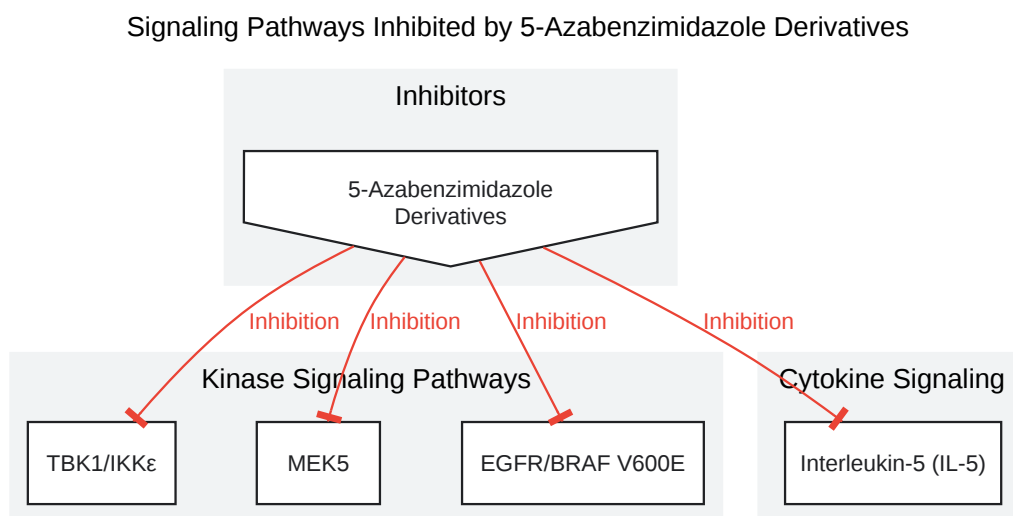 Signaling Pathways Inhibited by 5-Azabenzimidazole Derivatives
Inhibitors
5-Azabenzimidazole
Derivatives
Inhibition
Inhibition
Inhibition
Inhibition
Kinase Signaling Pathways
Cytokine Signaling
TBK1/IKKε
MEK5
EGFR/BRAF V600E
Interleukin-5 (IL-5)